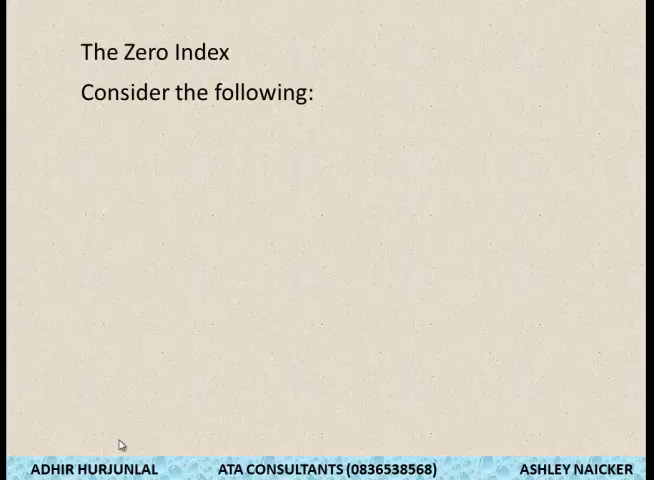 The Zero Index
Consider the following:
ADHIR HURJUNLAL ATA CONSULTANTS (0836538568) ASHLEY NAICKER